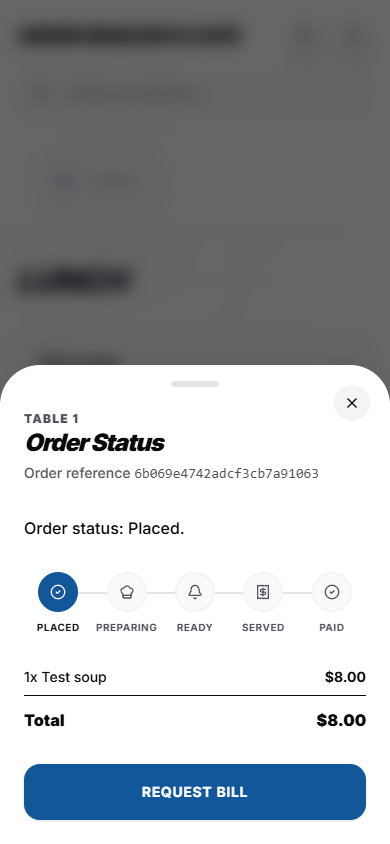 LUNCH
TABLE 1
Order Status
Order reference 6b069e4742adcf3cb7a91063
Order status: Placed.
PLACED PREPARING READY SERVED PAID
1x Test soup $8.00
Total $8.00
REQUEST BILL